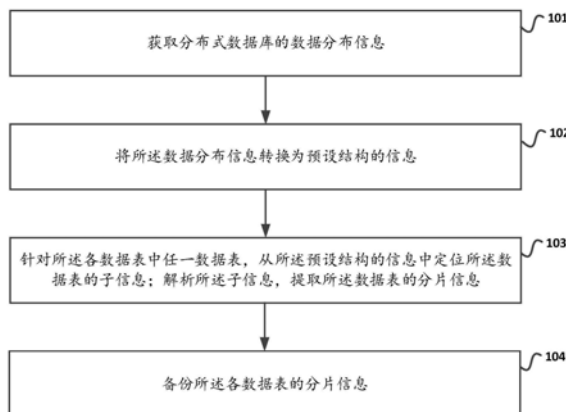 101
获取分布式数据库的数据分布信息
102
将所述数据分布信息转换为预设结构的信息
103
针对所述各数据表中任一数据表，从所述预设结构的信息中定位所述数据
表的子信息；解析所述子信息，提取所述数据表的分片信息
104
备份所述各数据表的分片信息